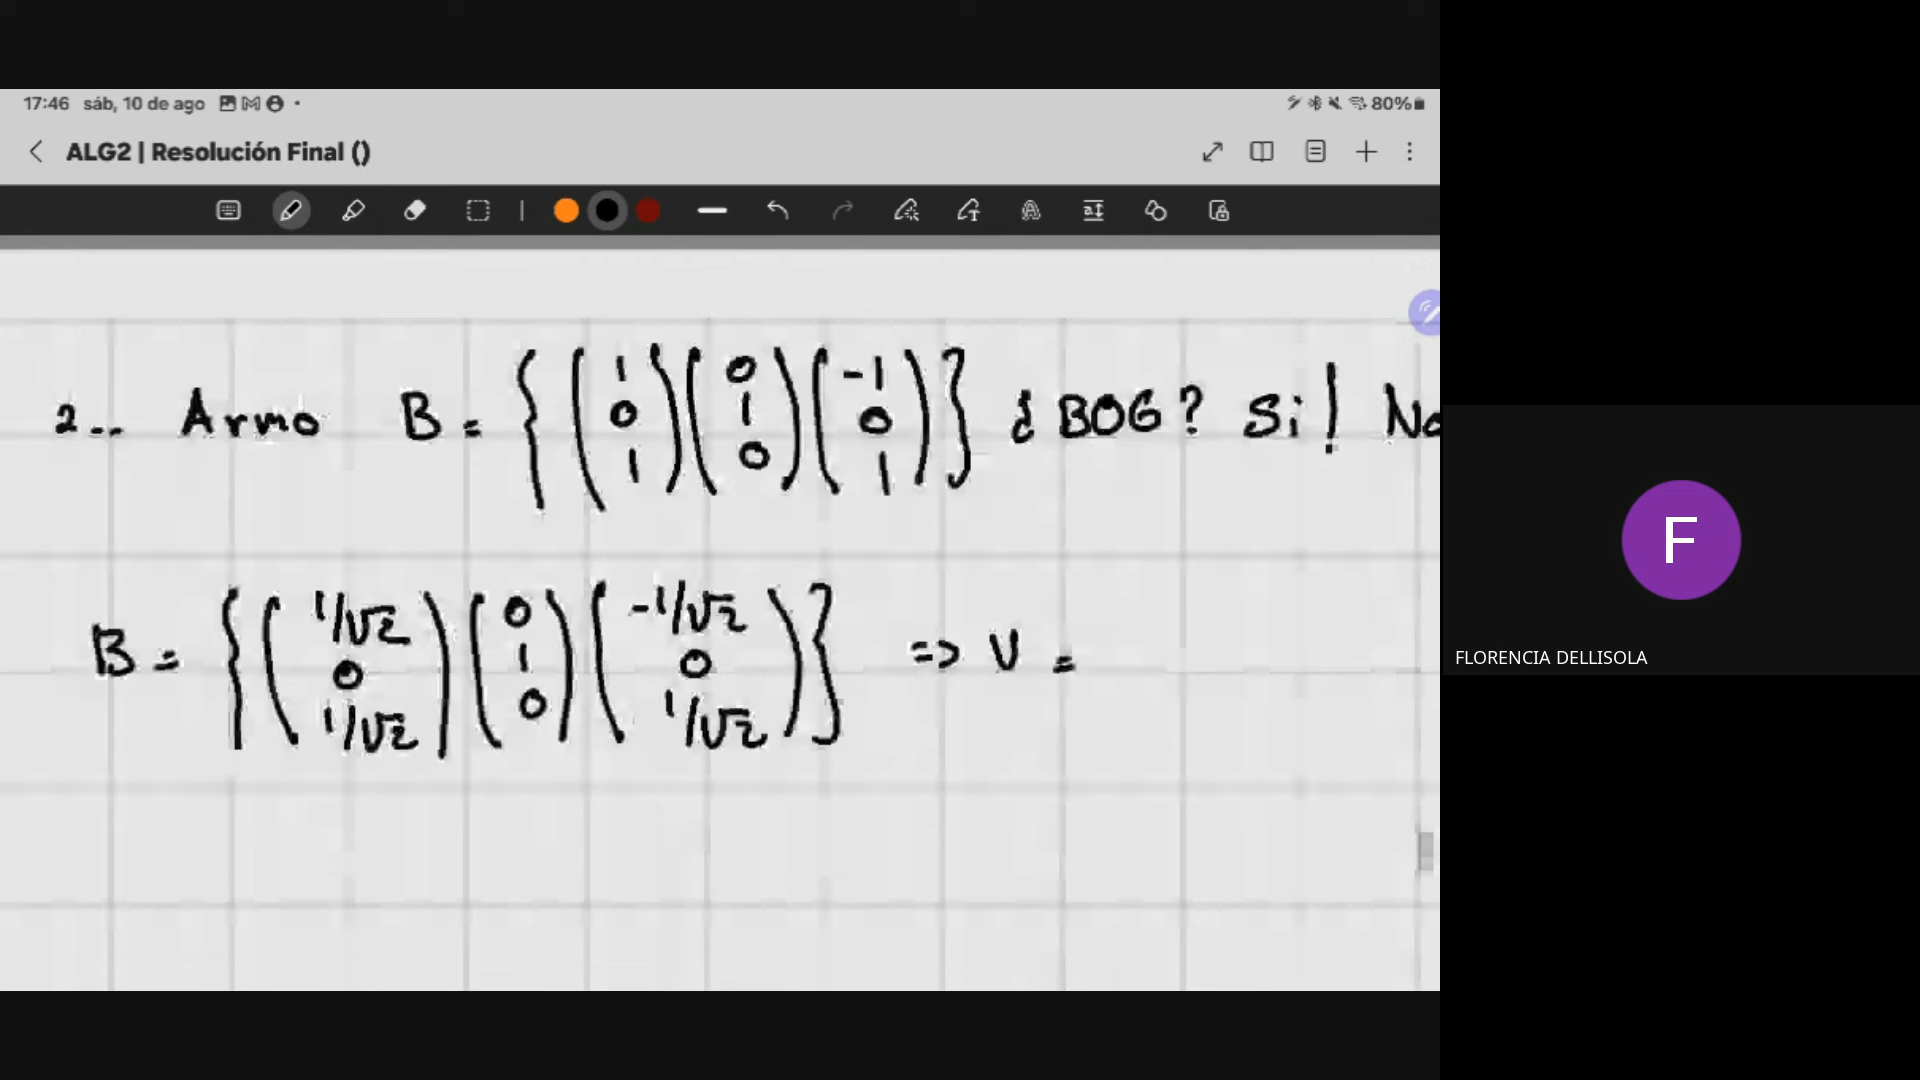 17:46 sáb, 10 de ago
80%
ALG2 | Resolución Final ()
2.. Armo B = { ( 1 0 1 ) ( 0 1 0 ) ( -1 0 1 ) } ¿ BOG? Si! No
B = { ( 1/√2 0 1/√2 ) ( 0 1 0 ) ( -1/√2 0 1/√2 ) } => V =
F
FLORENCIA DELLISOLA